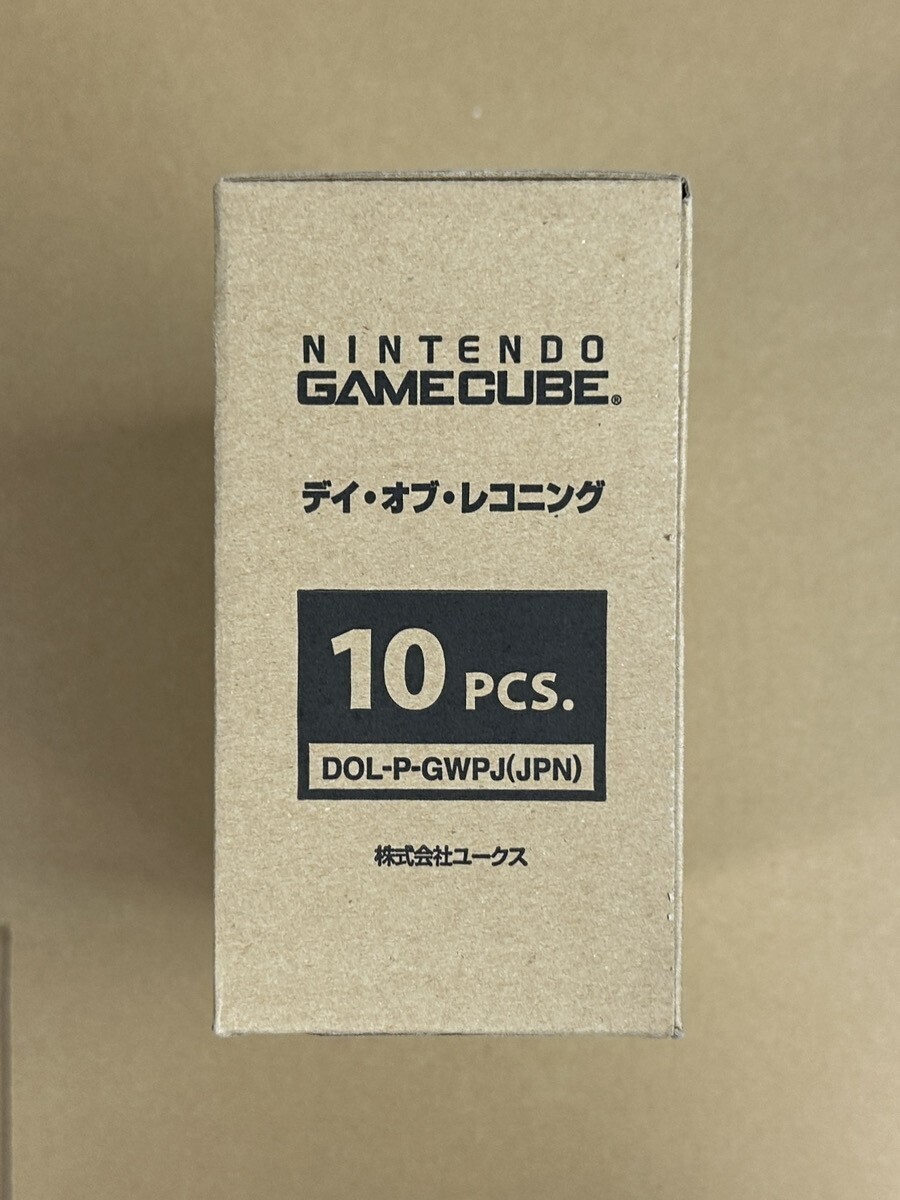 NINTENDO
GAMECUBE®
デイ・オブ・レコニング
10 PCS.
DOL-P-GWPJ(JPN)
株式会社ユークス